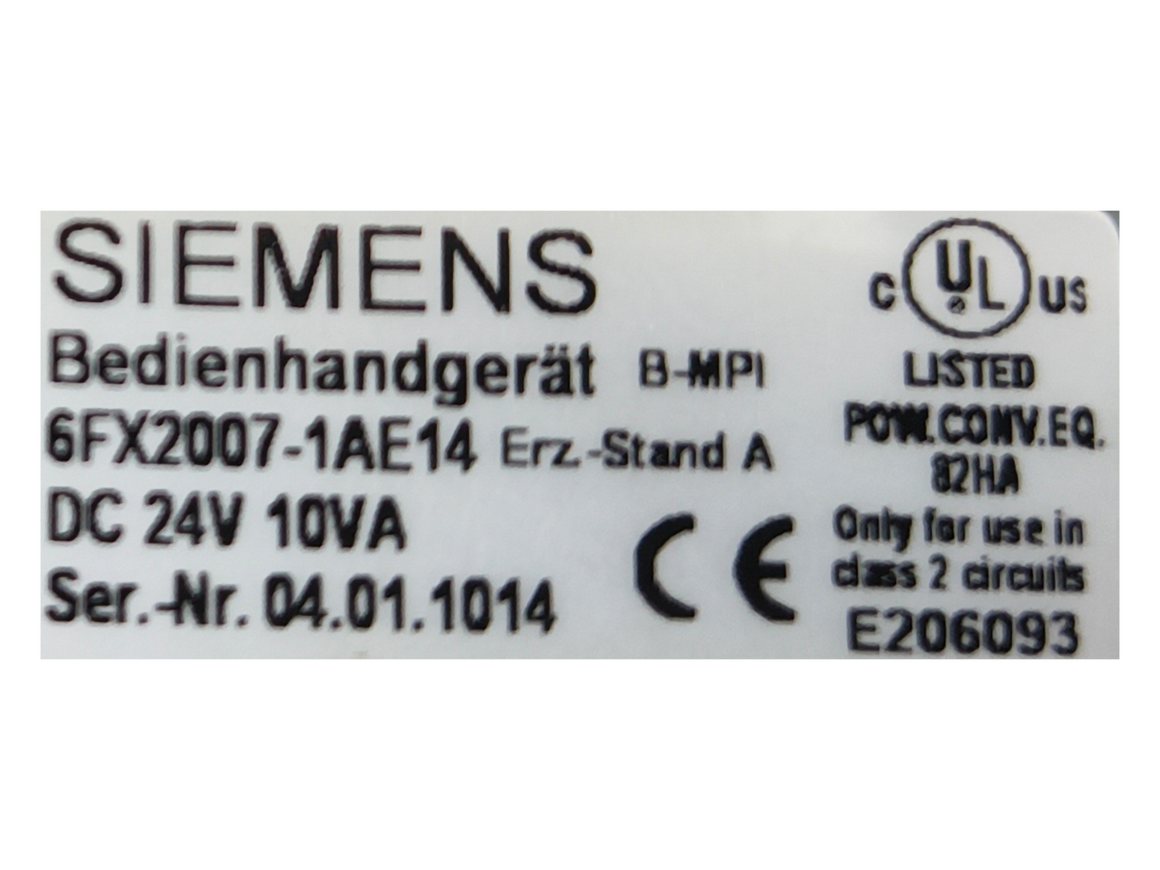 SIEMENS
Bedienhandgerät B-MPI
6FX2007-1AE14 Erz.-Stand A
DC 24V 10VA
Ser.-Nr. 04.01.1014
CE
C UL US
LISTED
POW.CONV.EQ.
82HA
Only for use in
class 2 circuits
E206093